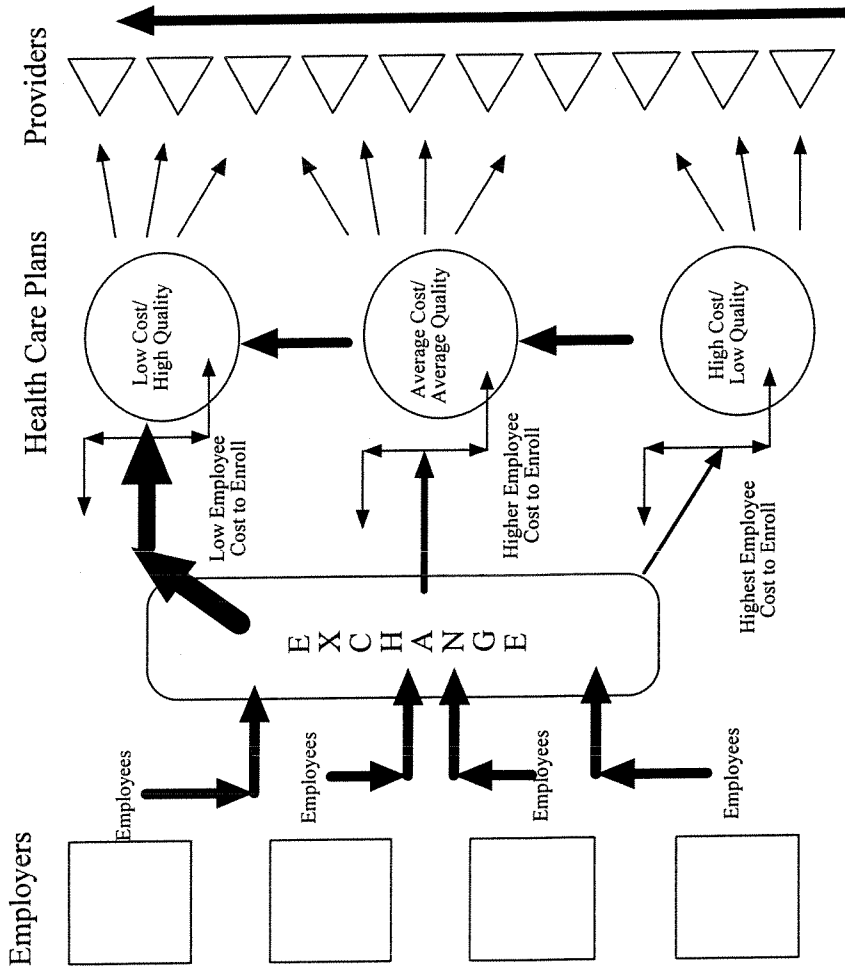 Employers
Health Care Plans
Providers
Employees
Employees
Employees
Employees
E
X
C
H
A
N
G
E
Low Employee
Cost to Enroll
Higher Employee
Cost to Enroll
Highest Employee
Cost to Enroll
Low Cost/
High Quality
Average Cost/
Average Quality
High Cost/
Low Quality